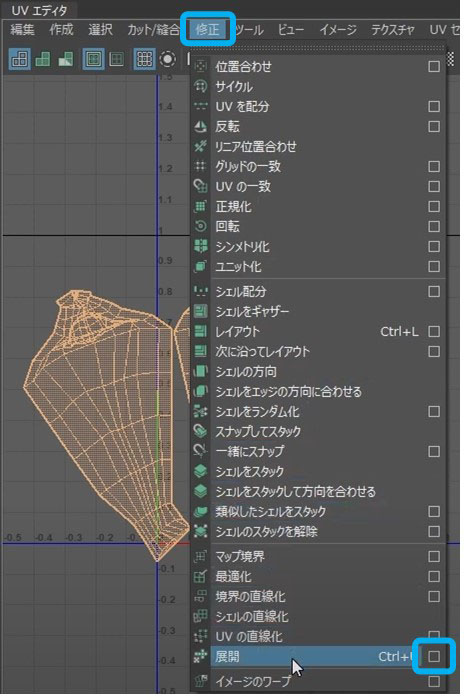 UV エディタ
編集 作成 選択 カット/縫合 修正 ツール ビュー イメージ テクスチャ UV セ
位置合わせ
サイクル
UV を配分
反転
リニア位置合わせ
グリッドの一致
UV の一致
正規化
回転
シンメトリ化
ユニット化
シェル配分
シェルをギャザー
レイアウト Ctrl+L
次に沿ってレイアウト
シェルの方向
シェルをエッジの方向に合わせる
シェルをランダム化
スナップしてスタック
一緒にスナップ
シェルをスタック
シェルをスタックして方向を合わせる
類似したシェルをスタック
シェルのスタックを解除
マップ境界
最適化
境界の直線化
シェルの直線化
UV の直線化
展開 Ctrl+U
イメージのワープ
1.4
1.3
1.2
1.1
1
0.9
0.8
-0.5 -0.4 -0.3 -0.2 -0.1
-0.1
-0.2
-0.3
-0.4
-0.5